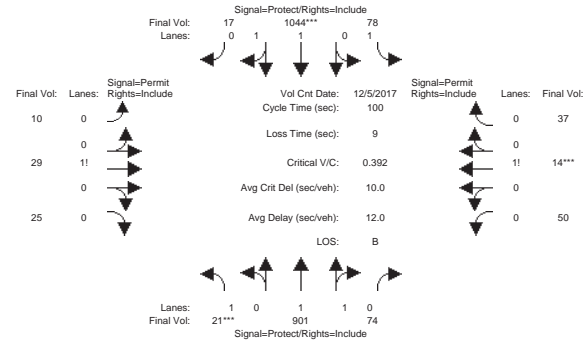 Signal=Protect/Rights=Include
Final Vol: 17 1044*** 78
Lanes: 0 1 1 0 1
Signal=Permit
Final Vol: Lanes: Rights=Include
Vol Cnt Date: 12/5/2017
Signal=Permit
Rights=Include Lanes: Final Vol:
Cycle Time (sec): 100
10 0
0 37
Loss Time (sec): 9
0
0
29 1!
Critical V/C: 0.392
1! 14***
0
Avg Crit Del (sec/veh): 10.0
0
25 0
Avg Delay (sec/veh): 12.0
0 50
LOS: B
Lanes: 1 0 1 1 0
Final Vol: 21*** 901 74
Signal=Protect/Rights=Include